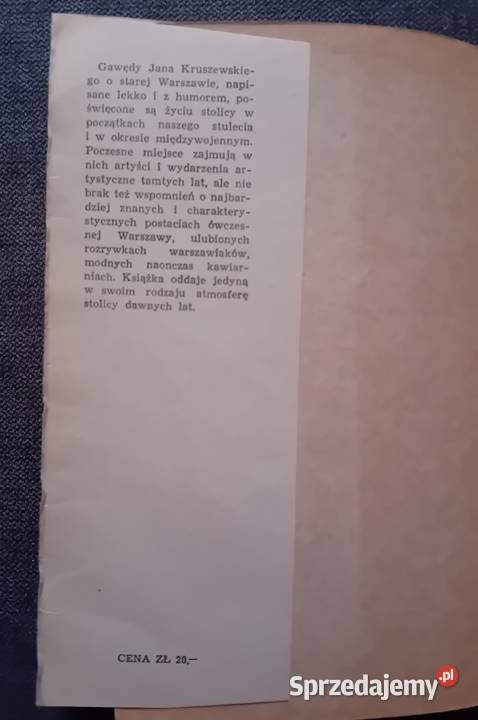 Gawędy Jana Kruszewskie-
go o starej Warszawie, napi-
sane lekko i z humorem, po-
święcone są życiu stolicy w
początkach naszego stulecia
i w okresie międzywojennym.
Poczesne miejsce zajmują w
nich artyści i wydarzenia ar-
tystyczne tamtych lat, ale nie
brak też wspomnień o najbar-
dziej znanych i charaktery-
stycznych postaciach ówczes-
nej Warszawy, ulubionych
rozrywkach warszawiaków,
modnych naonczas kawiar-
niach. Książka oddaje jedyną
w swoim rodzaju atmosferę
stolicy dawnych lat.
CENA ZŁ 20,—
Sprzedajemy.pl